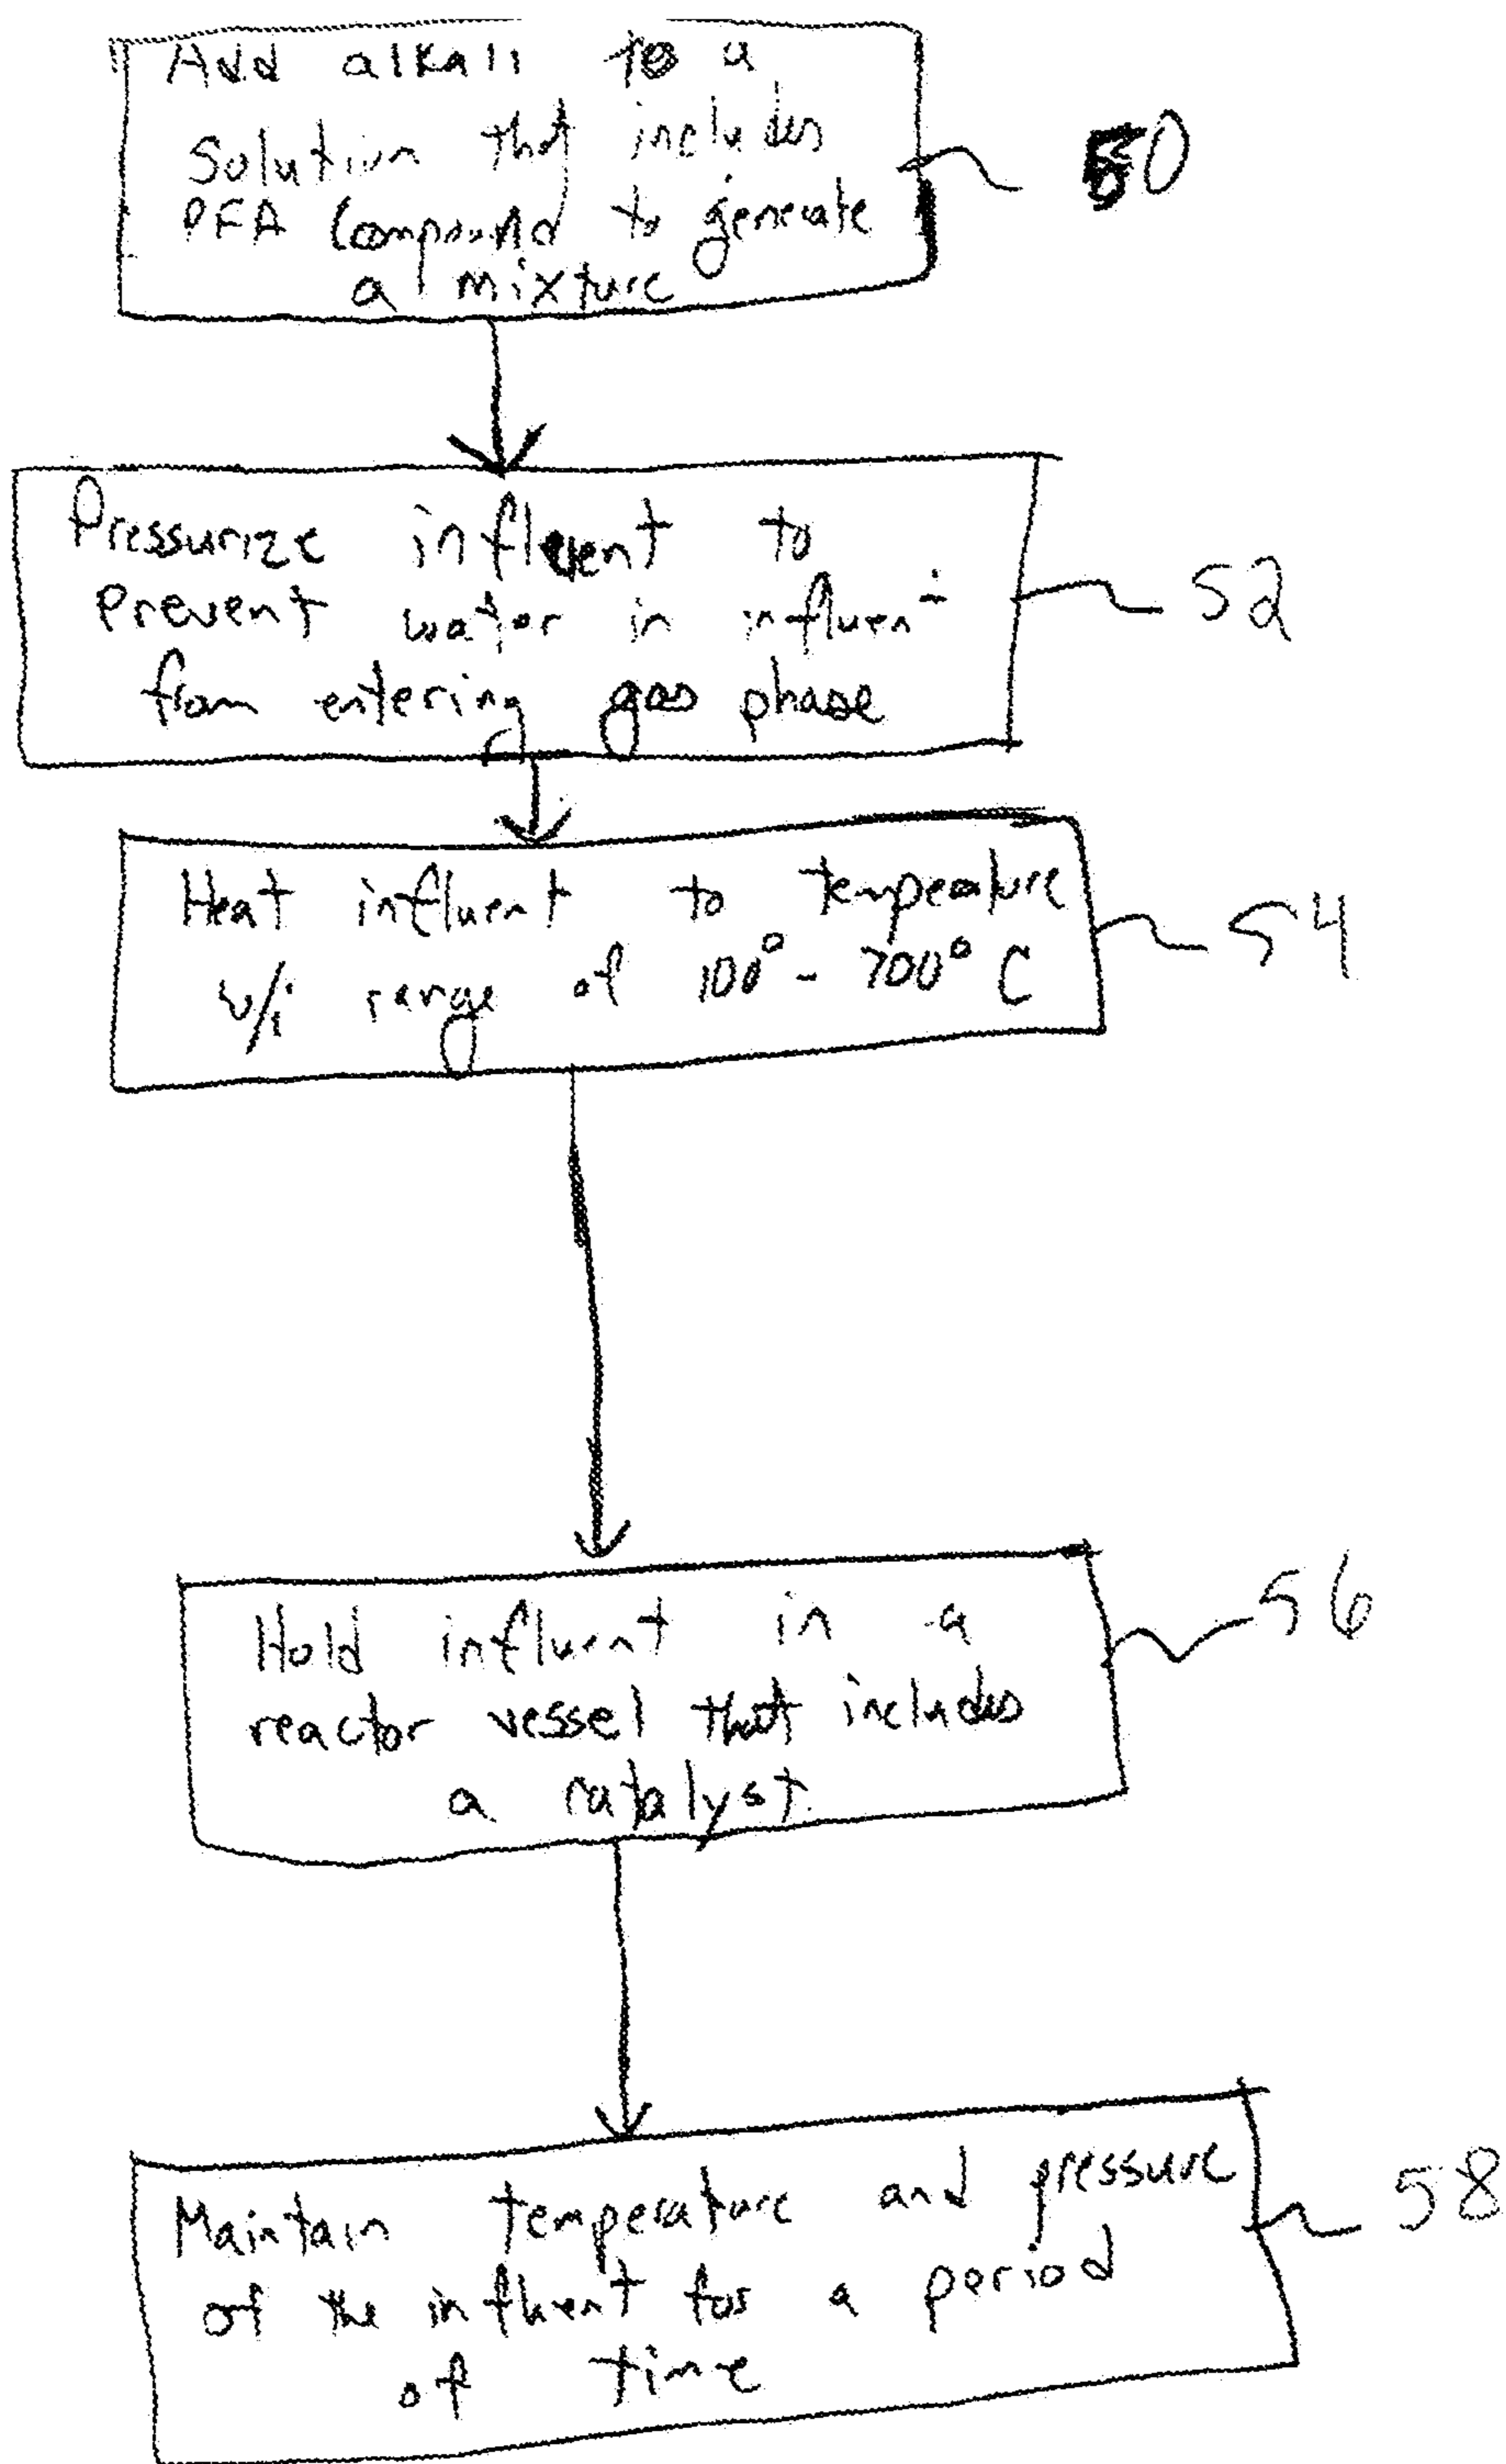 Add alkali to a
solution that includes 50
PFA compound to generate
a mixture
Pressurize influent to
prevent water in influent 52
from entering gas phase
Heat influent to temperature 54
w/i range of 100° - 700° C
Hold influent in a 56
reactor vessel that includes
a catalyst.
Maintain temperature and pressure 58
of the influent for a period
of time